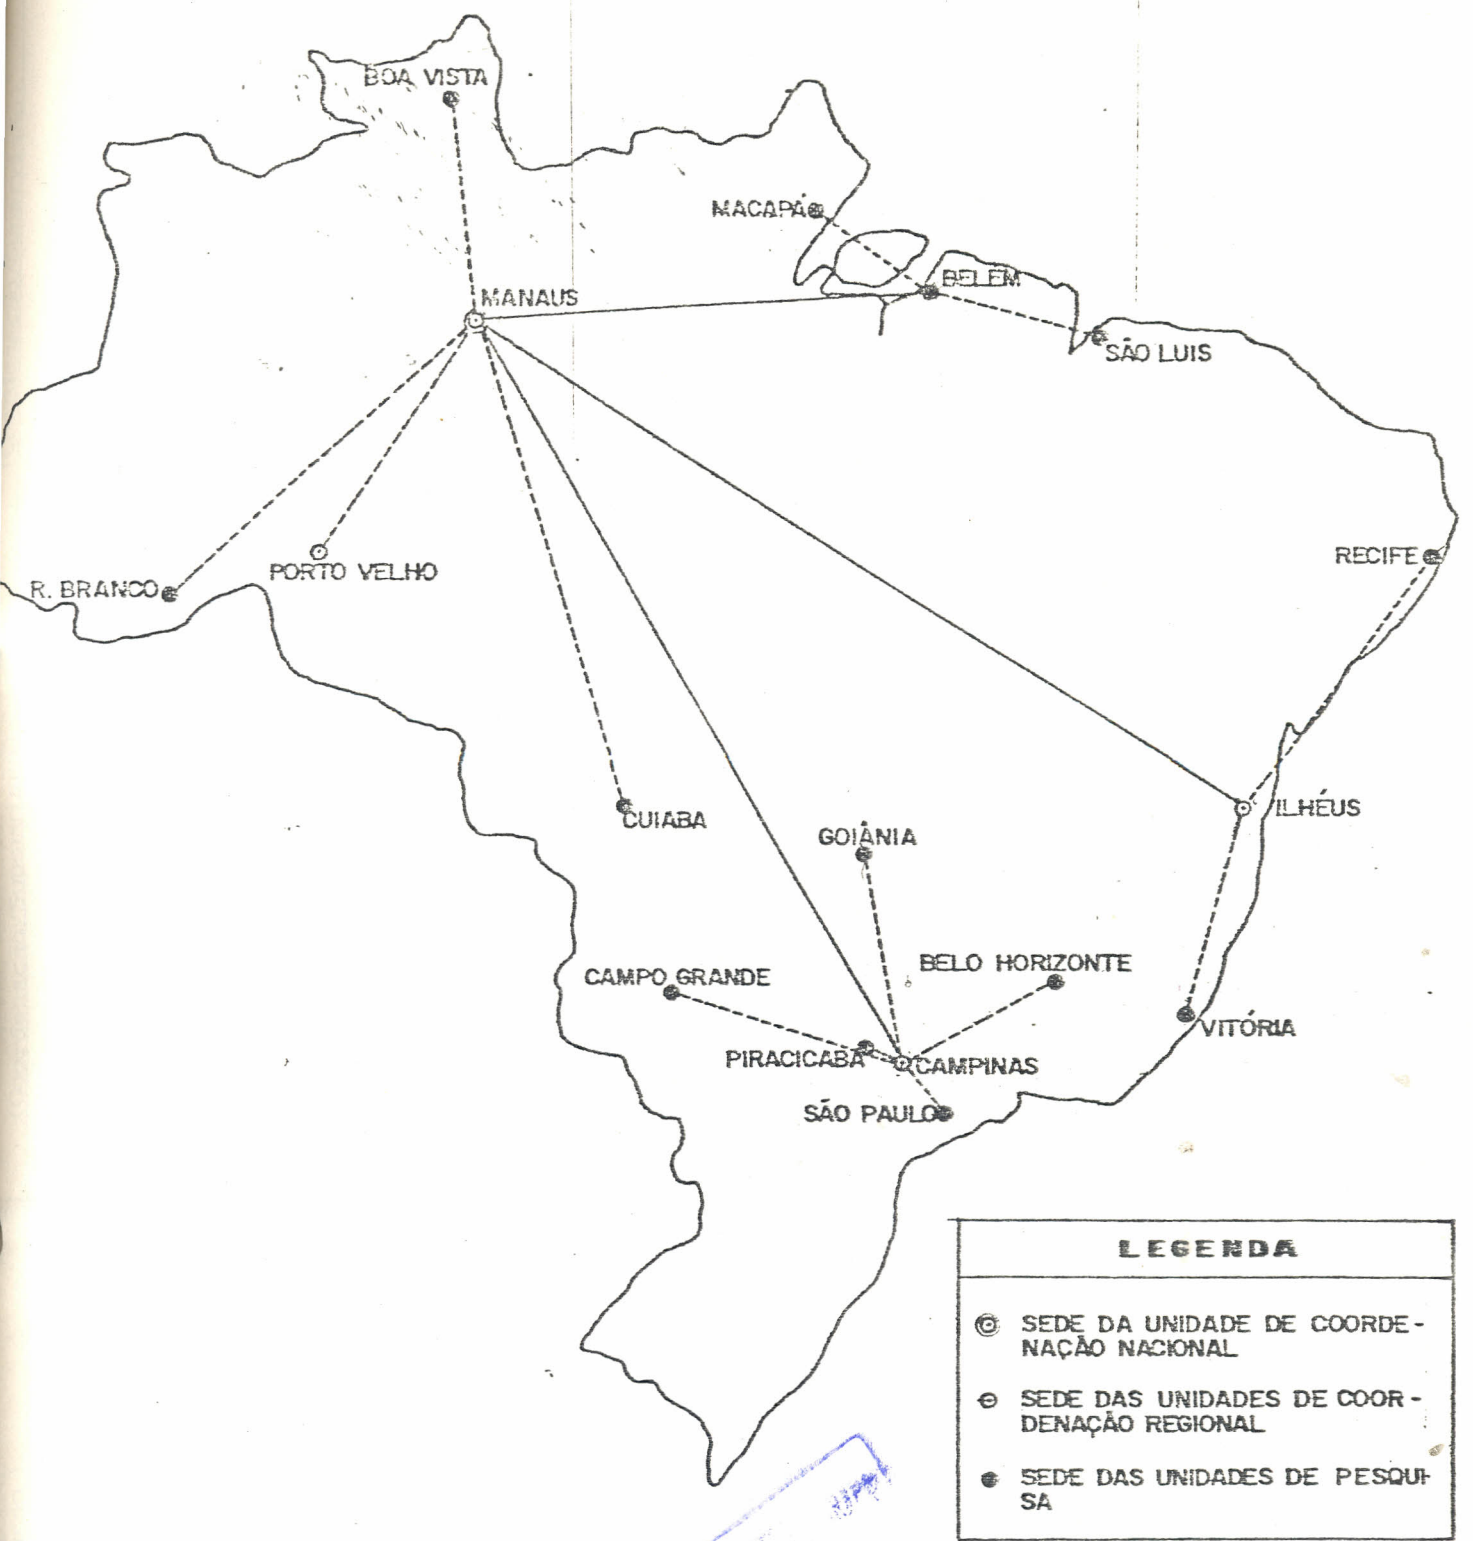 BOA VISTA
MACAPÁ
BELÉM
MANAUS
SÃO LUIS
RECIFE
PORTO VELHO
R. BRANCO
CUIABA
ILHÉUS
GOIÂNIA
BELO HORIZONTE
CAMPO GRANDE
VITÓRIA
PIRACICABA
CAMPINAS
SÃO PAULO
LEGENDA
SEDE DA UNIDADE DE COORDE-
NAÇÃO NACIONAL
SEDE DAS UNIDADES DE COOR-
DENAÇÃO REGIONAL
SEDE DAS UNIDADES DE PESQUI-
SA